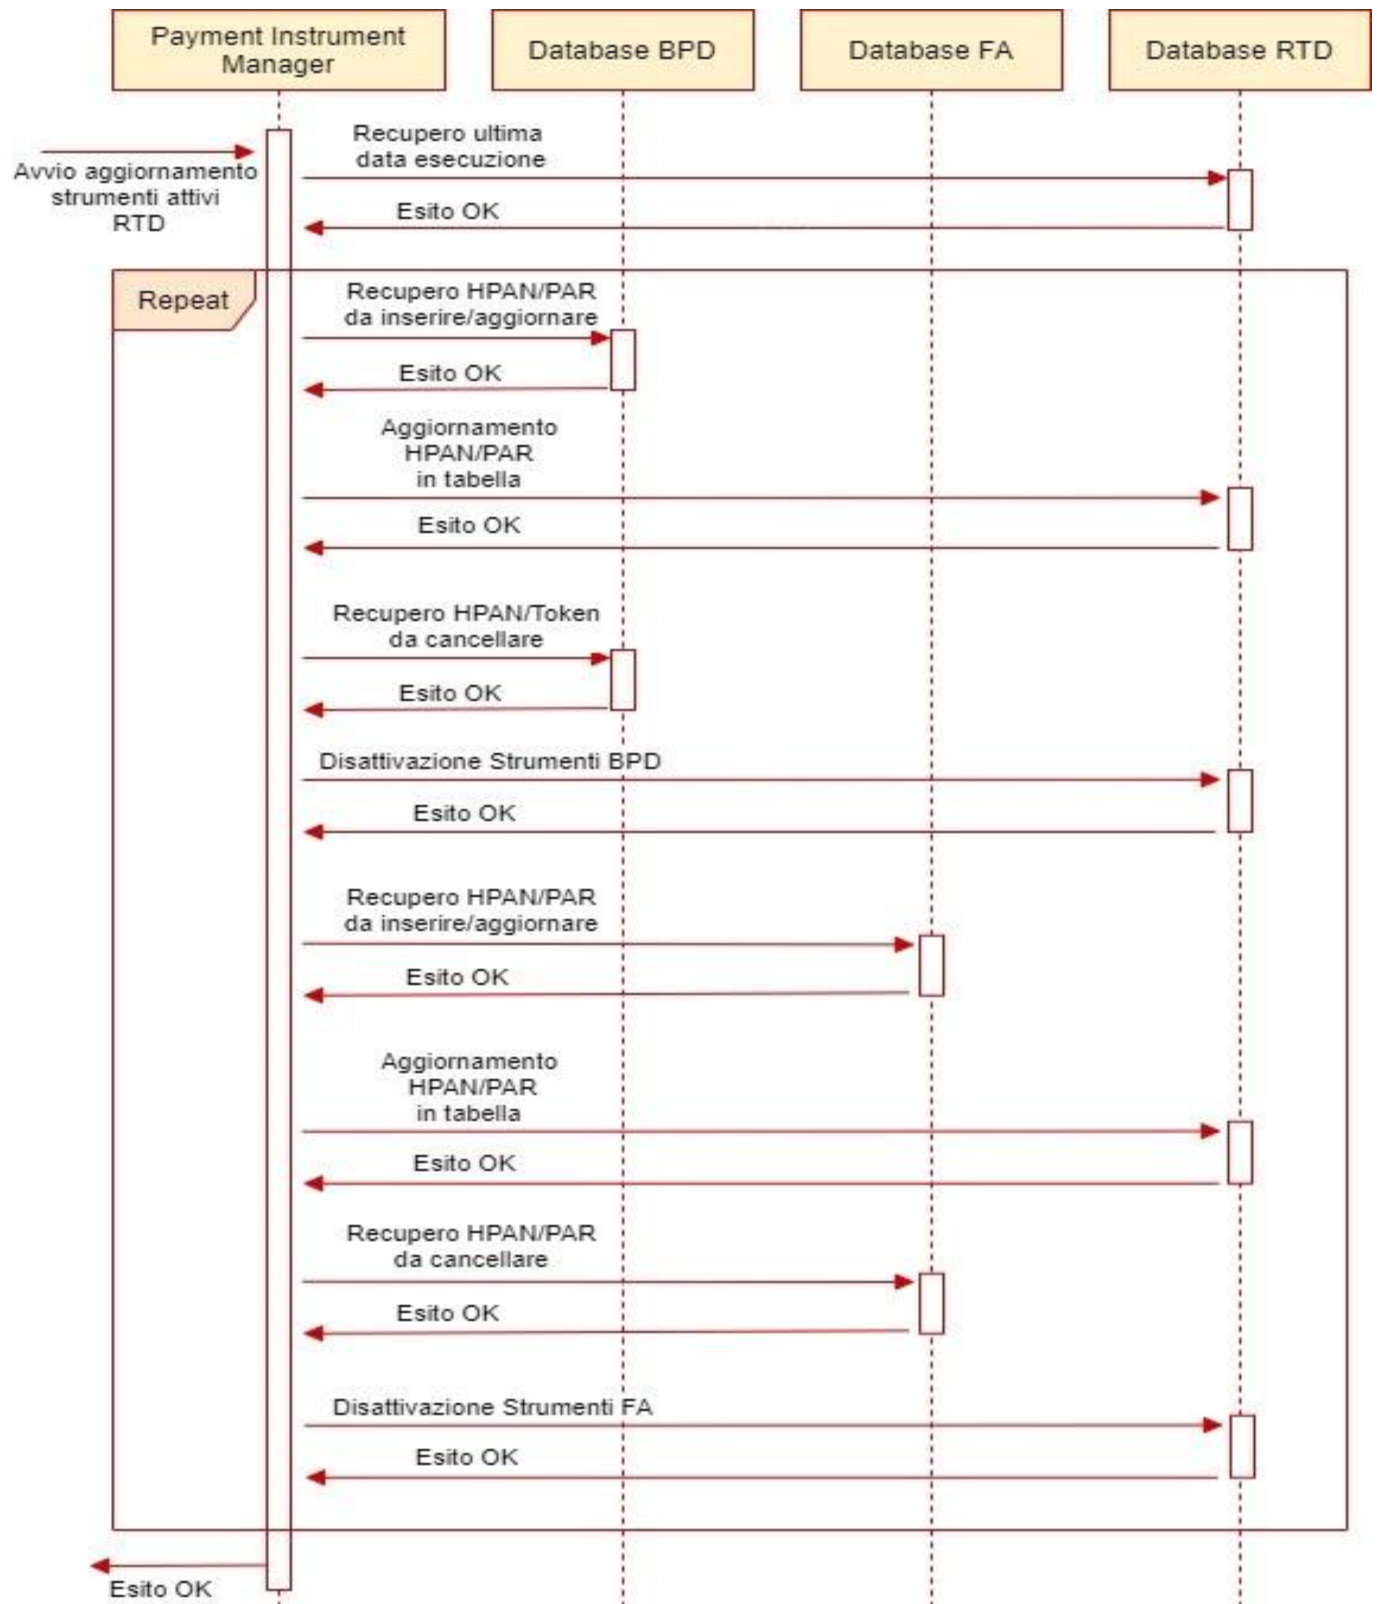 Payment Instrument
Manager
Database BPD
Database FA
Database RTD
Avvio aggiornamento
strumenti attivi
RTD
Recupero ultima
data esecuzione
Esito OK
Repeat
Recupero HPAN/PAR
da inserire/aggiornare
Esito OK
Aggiornamento
HPAN/PAR
in tabella
Esito OK
Recupero HPAN/Token
da cancellare
Esito OK
Disattivazione Strumenti BPD
Esito OK
Recupero HPAN/PAR
da inserire/aggiornare
Esito OK
Aggiornamento
HPAN/PAR
in tabella
Esito OK
Recupero HPAN/PAR
da cancellare
Esito OK
Disattivazione Strumenti FA
Esito OK
Esito OK